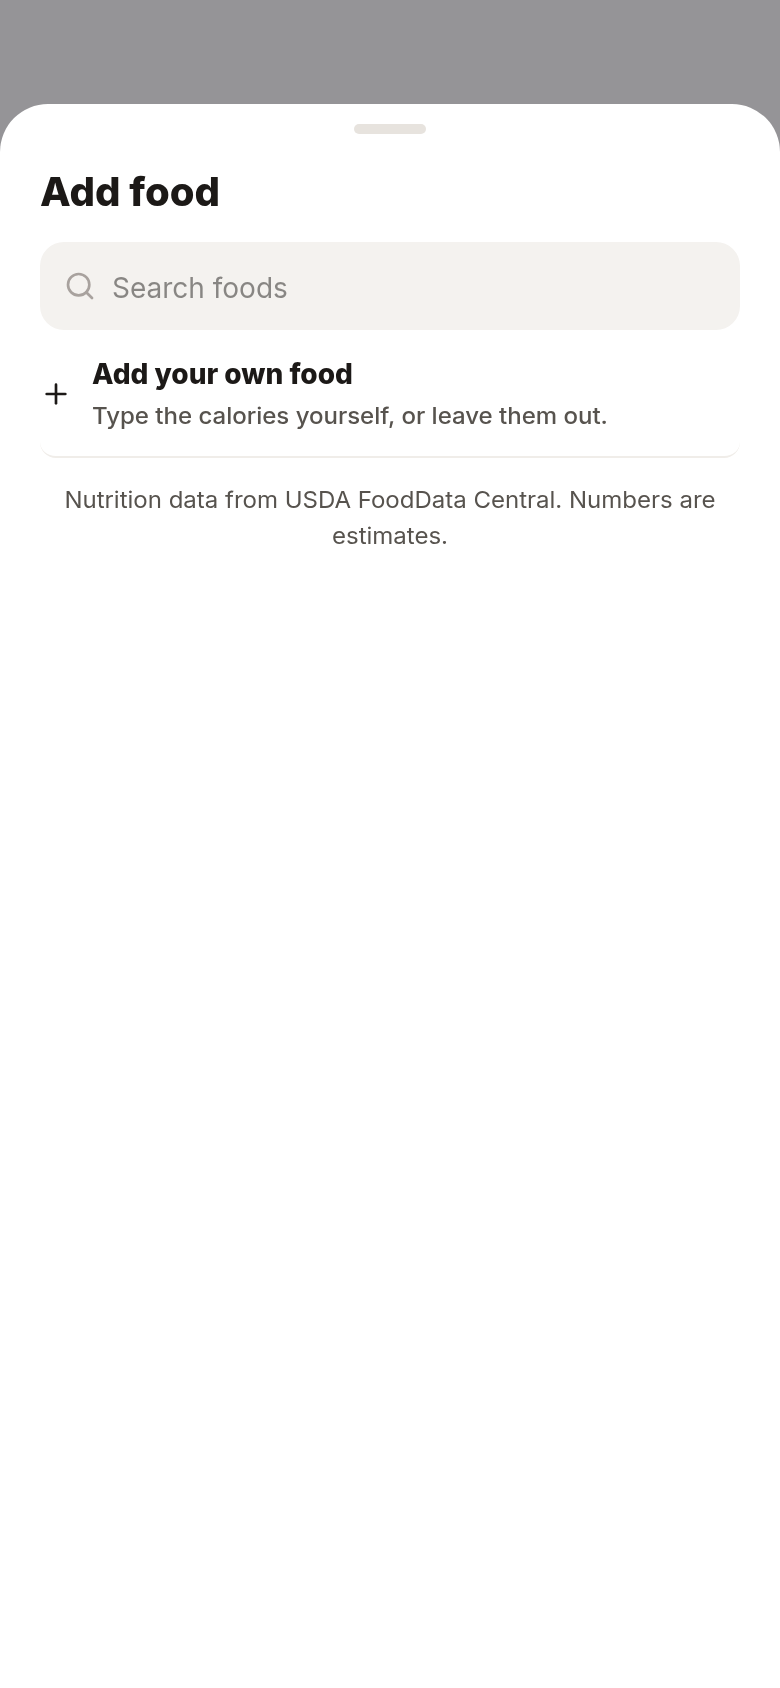 Add food
Search foods
Add your own food
Type the calories yourself, or leave them out.
Nutrition data from USDA FoodData Central. Numbers are
estimates.